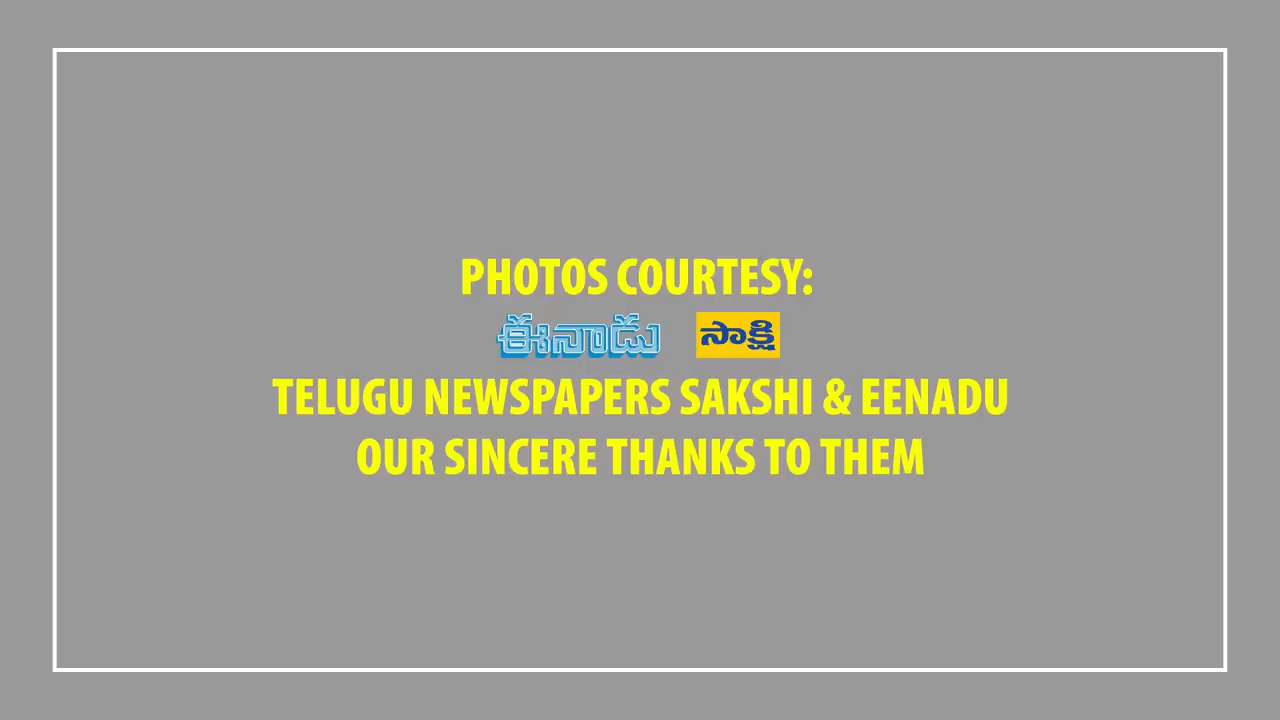 PHOTOS COURTESY:
ఈనాడు సాక్షి
TELUGU NEWSPAPERS SAKSHI & EENADU
OUR SINCERE THANKS TO THEM